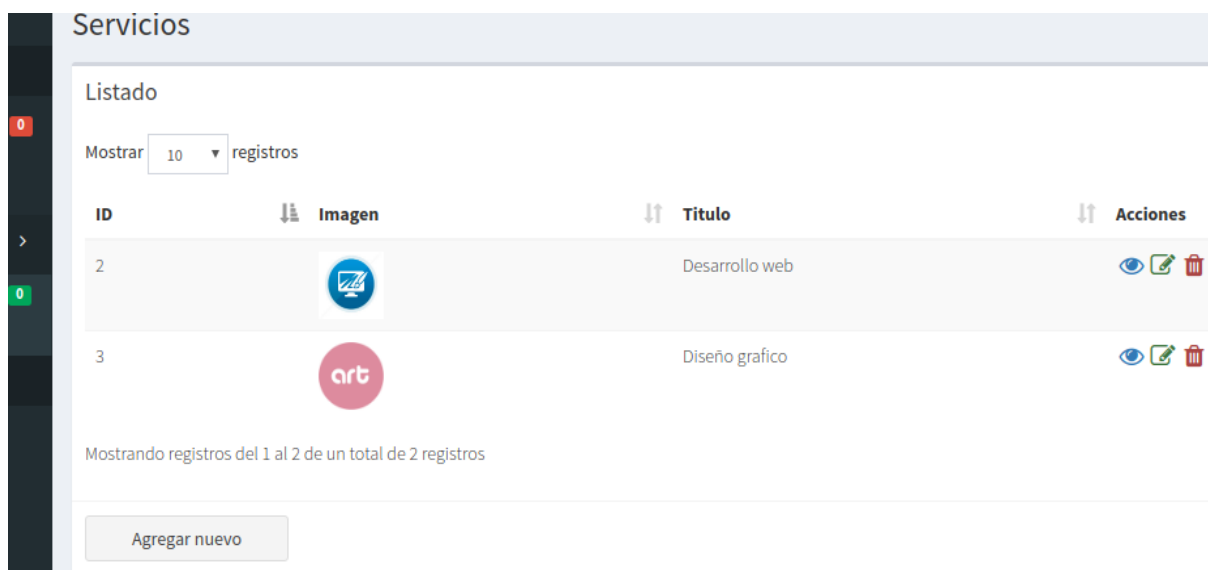 Servicios
Listado
0
Mostrar 10 registros
ID Imagen Titulo Acciones
2 Desarrollo web
0
3 art Diseño grafico
Mostrando registros del 1 al 2 de un total de 2 registros
Agregar nuevo